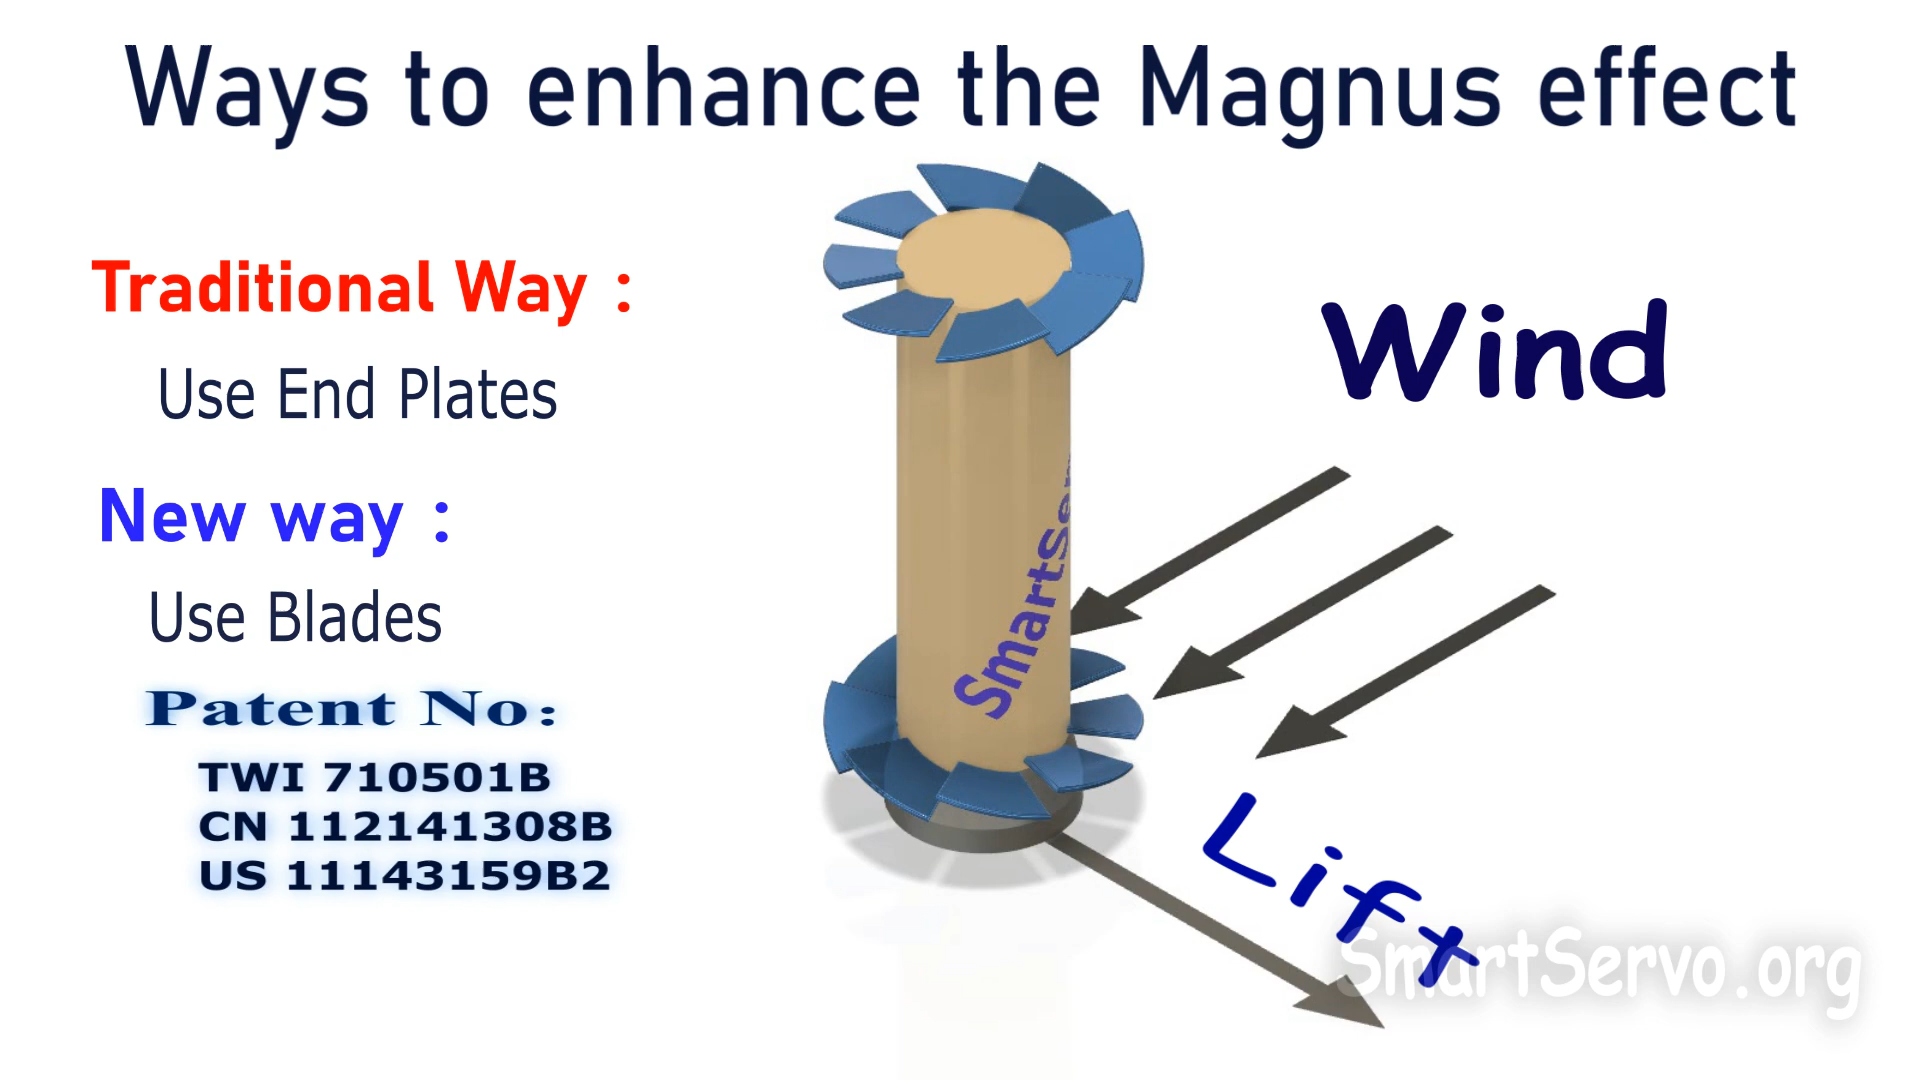 Ways to enhance the Magnus effect
Traditional Way :
Use End Plates
New way :
Use Blades
Patent No:
TWI 710501B
CN 112141308B
US 11143159B2
Wind
SmartSer
Lift
SmartServo.org